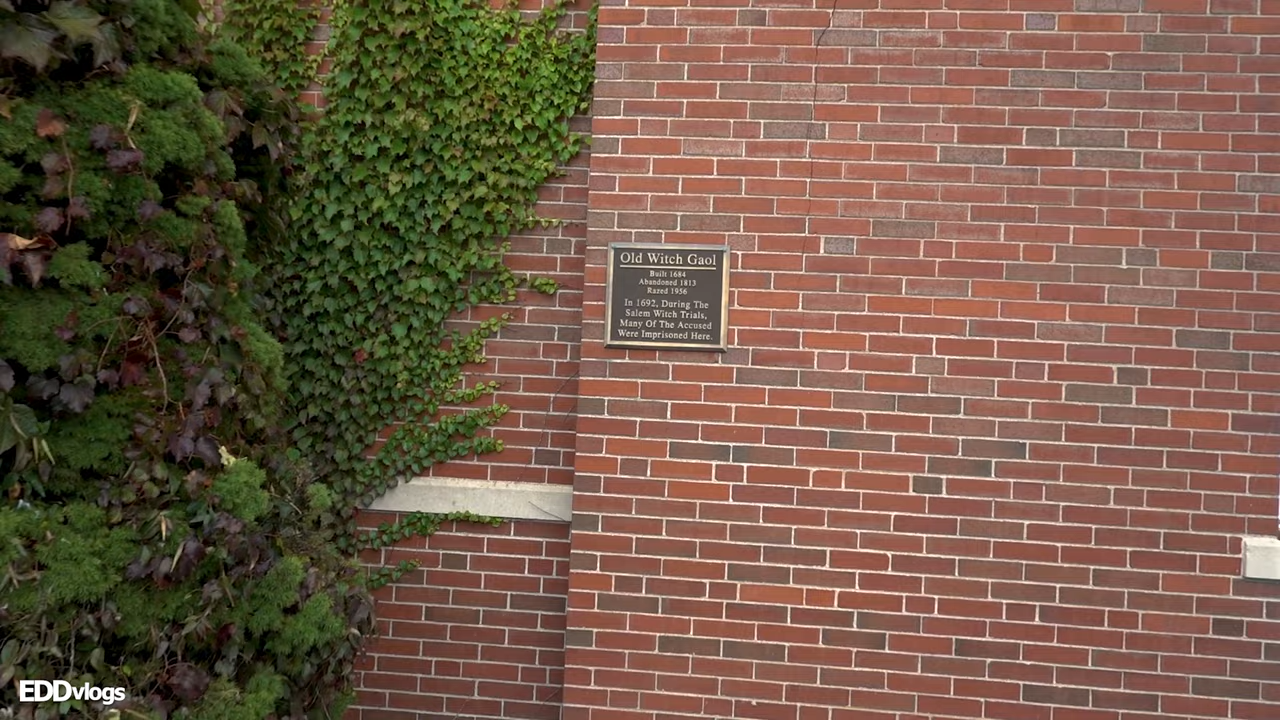 Old Witch Gaol
Built 1684
Abandoned 1813
Razed 1956
In 1692, During The
Salem Witch Trials,
Many Of The Accused
Were Imprisoned Here.
EDDvlogs